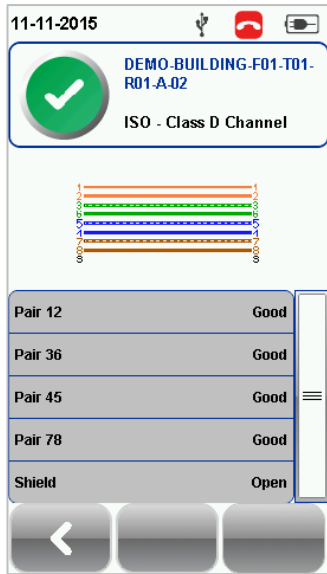 11-11-2015
DEMO-BUILDING-F01-T01-
R01-A-02
ISO - Class D Channel
1 1
2 2
3 3
6 6
5 5
4 4
7 7
8 8
S S
Pair 12 Good
Pair 36 Good
Pair 45 Good
Pair 78 Good
Shield Open